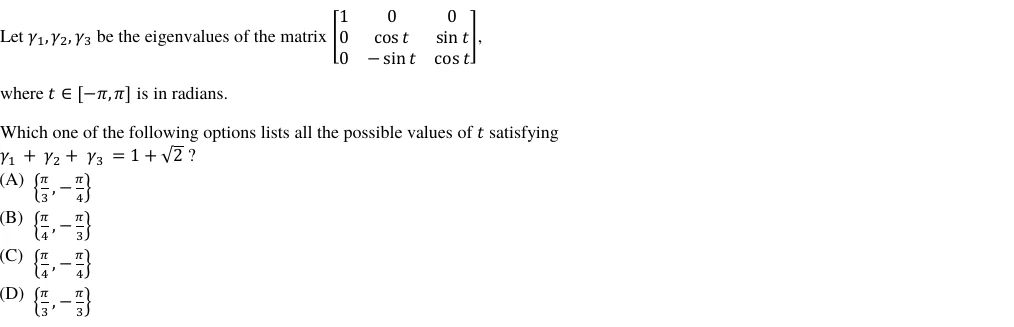 Let γ₁, γ₂, γ₃ be the eigenvalues of the matrix [1 0 0; 0 cos t sin t; 0 − sin t cos t],
where t ∈ [−π, π] is in radians.
Which one of the following options lists all the possible values of t satisfying
γ₁ + γ₂ + γ₃ = 1 + √2 ?
(A) {π/3, −π/4}
(B) {π/4, −π/3}
(C) {π/4, −π/4}
(D) {π/3, −π/3}